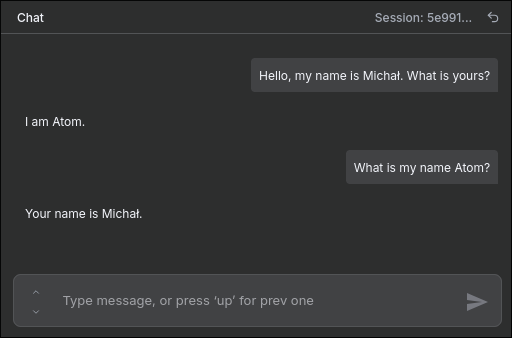 Chat Session: 5e991...
Hello, my name is Michał. What is yours?
I am Atom.
What is my name Atom?
Your name is Michał.
Type message, or press ‘up’ for prev one